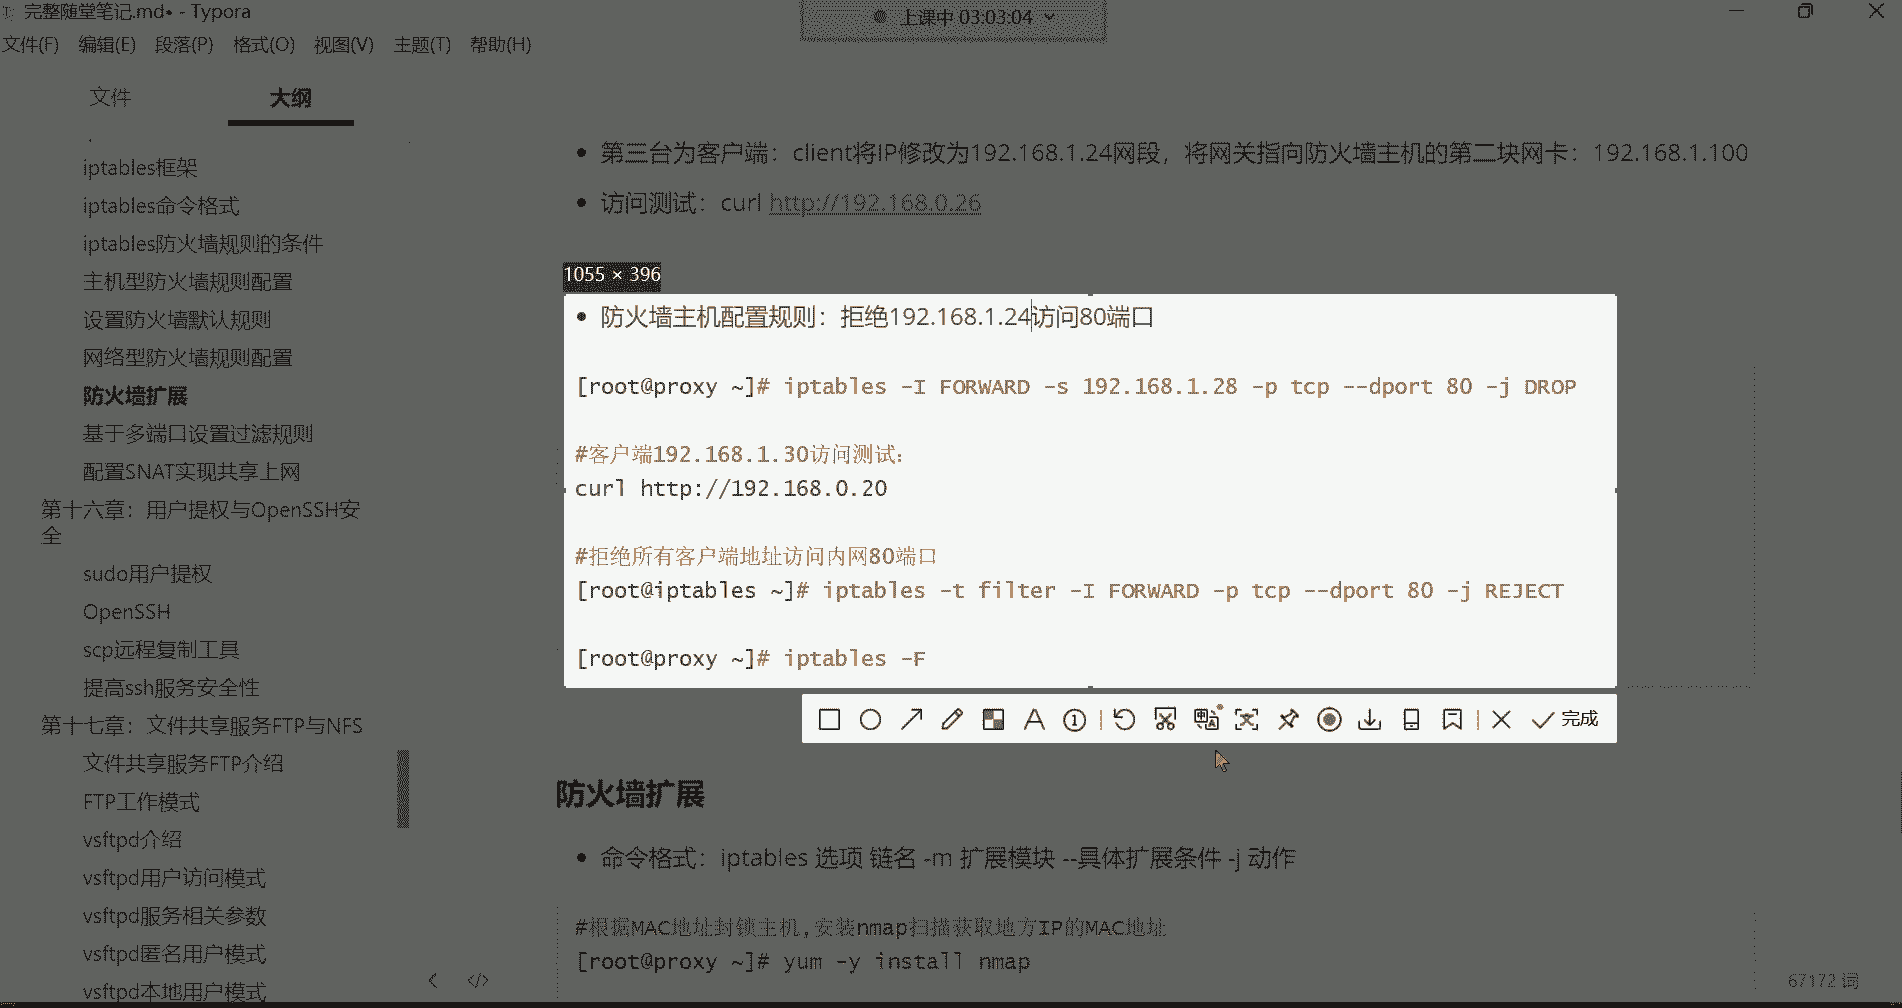 完整随堂笔记.md• - Typora
上课中 03:03:04
文件(F) 编辑(E) 段落(P) 格式(O) 视图(V) 主题(T) 帮助(H)
文件 大纲
iptables框架
iptables命令格式
iptables防火墙规则的条件
主机型防火墙规则配置
设置防火墙默认规则
网络型防火墙规则配置
防火墙扩展
基于多端口设置过滤规则
配置SNAT实现共享上网
第十六章：用户提权与OpenSSH安
全
sudo用户提权
OpenSSH
scp远程复制工具
提高ssh服务安全性
第十七章：文件共享服务FTP与NFS
文件共享服务FTP介绍
FTP工作模式
vsftpd介绍
vsftpd用户访问模式
vsftpd服务相关参数
vsftpd匿名用户模式
vsftpd本地用户模式
• 第三台为客户端：client将IP修改为192.168.1.24网段，将网关指向防火墙主机的第二块网卡：192.168.1.100
• 访问测试：curl http://192.168.0.26
1055 × 396
• 防火墙主机配置规则：拒绝192.168.1.24访问80端口
[root@proxy ~]# iptables -I FORWARD -s 192.168.1.28 -p tcp --dport 80 -j DROP
#客户端192.168.1.30访问测试：
curl http://192.168.0.20
#拒绝所有客户端地址访问内网80端口
[root@iptables ~]# iptables -t filter -I FORWARD -p tcp --dport 80 -j REJECT
[root@proxy ~]# iptables -F
完成
防火墙扩展
• 命令格式：iptables 选项 链名 -m 扩展模块 --具体扩展条件 -j 动作
#根据MAC地址封锁主机,安装nmap扫描获取地方IP的MAC地址
[root@proxy ~]# yum -y install nmap
67172 词